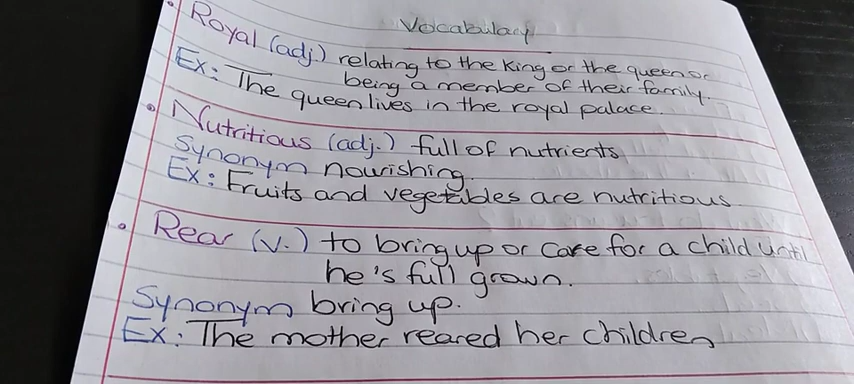 Vocabulary
• Royal (adj.) relating to the King or the queen or
being a member of their family.
Ex: The queen lives in the royal palace.
• Nutritious (adj.) full of nutrients
Synonym nourishing.
Ex: Fruits and vegetables are nutritious
• Rear (v.) to bring up or care for a child until
he's full grown.
Synonym bring up.
Ex: The mother reared her children